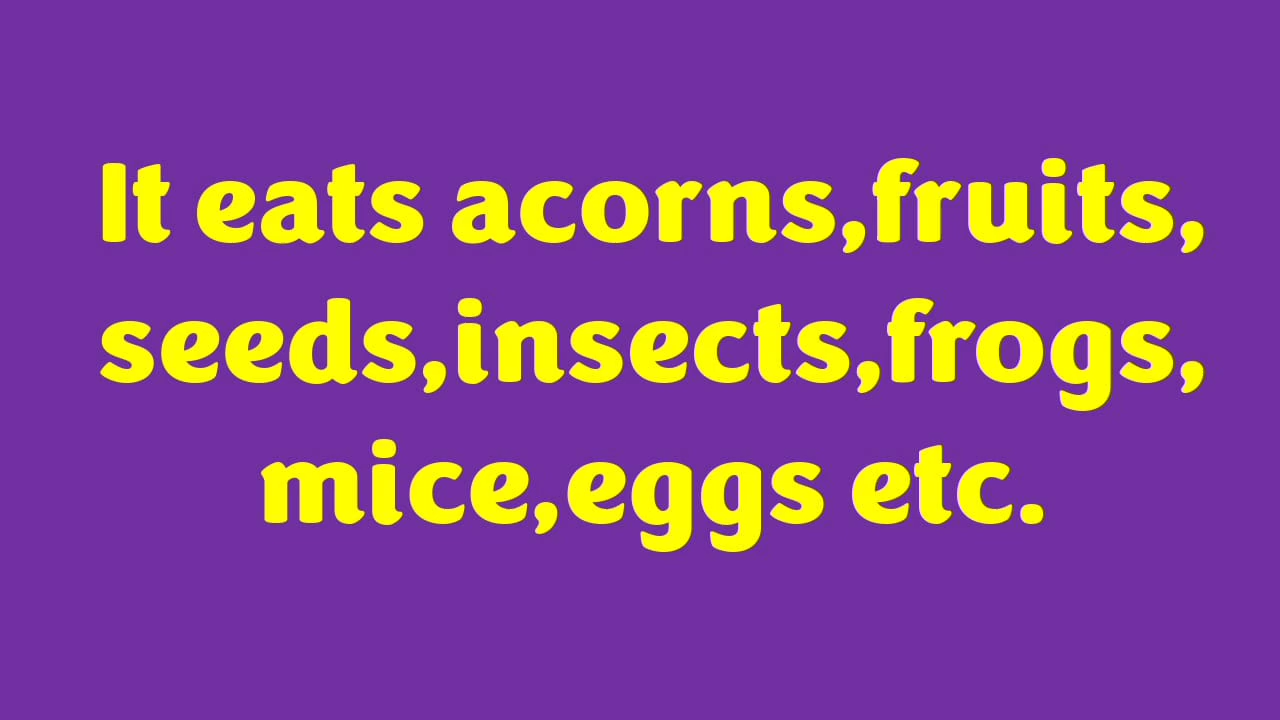 It eats acorns,fruits,
seeds,insects,frogs,
mice,eggs etc.